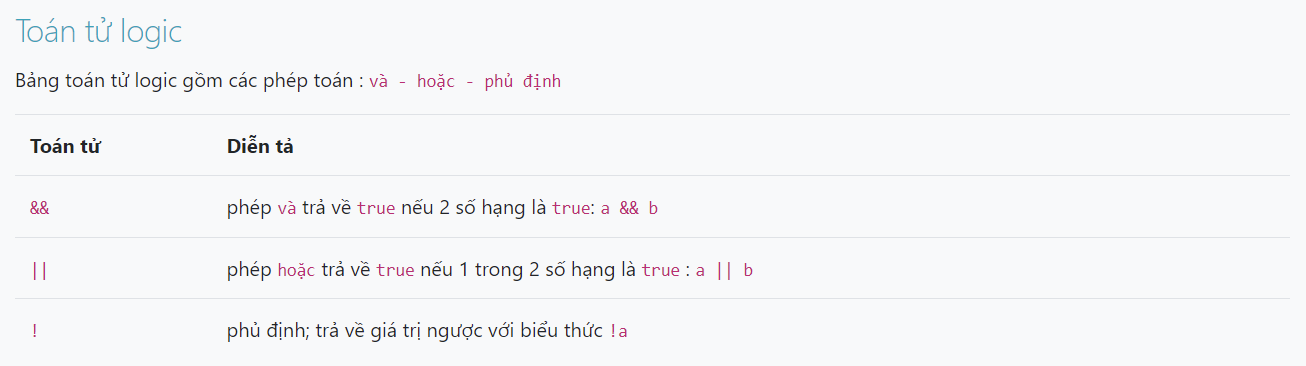 Toán tử logic
Bảng toán tử logic gồm các phép toán : và - hoặc - phủ định
Toán tử Diễn tả
&& phép và trả về true nếu 2 số hạng là true: a && b
|| phép hoặc trả về true nếu 1 trong 2 số hạng là true : a || b
! phủ định; trả về giá trị ngược với biểu thức !a